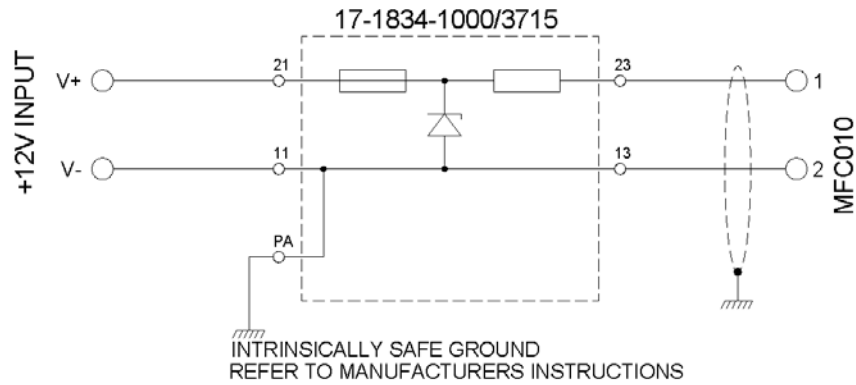 17-1834-1000/3715
+12V INPUT
V+
21
23
1
V-
11
13
2
MFC010
PA
INTRINSICALLY SAFE GROUND
REFER TO MANUFACTURERS INSTRUCTIONS